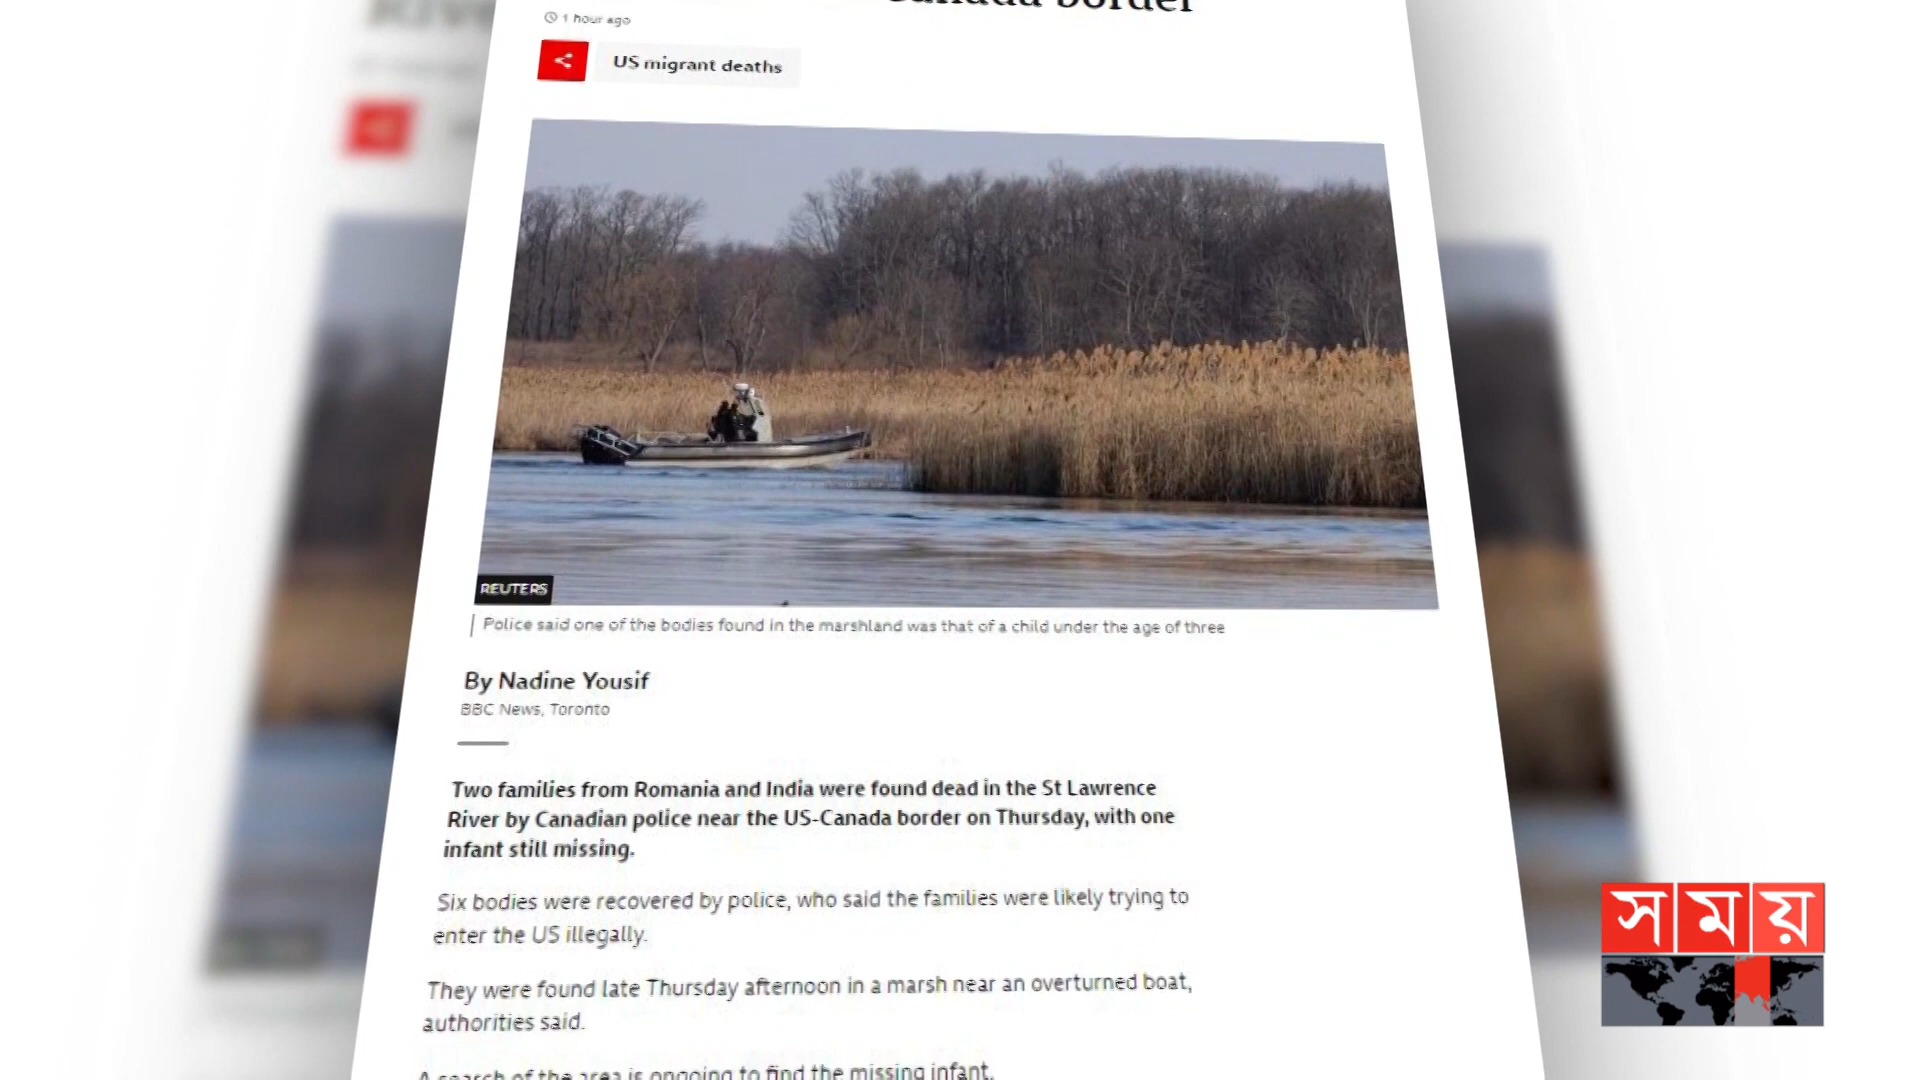 Canada border
1 hour ago
US migrant deaths
REUTERS
Police said one of the bodies found in the marshland was that of a child under the age of three
By Nadine Yousif
BBC News, Toronto
Two families from Romania and India were found dead in the St Lawrence
River by Canadian police near the US-Canada border on Thursday, with one
infant still missing.
Six bodies were recovered by police, who said the families were likely trying to
enter the US illegally.
They were found late Thursday afternoon in a marsh near an overturned boat,
authorities said.
A search of the area is ongoing to find the missing infant.
সময়